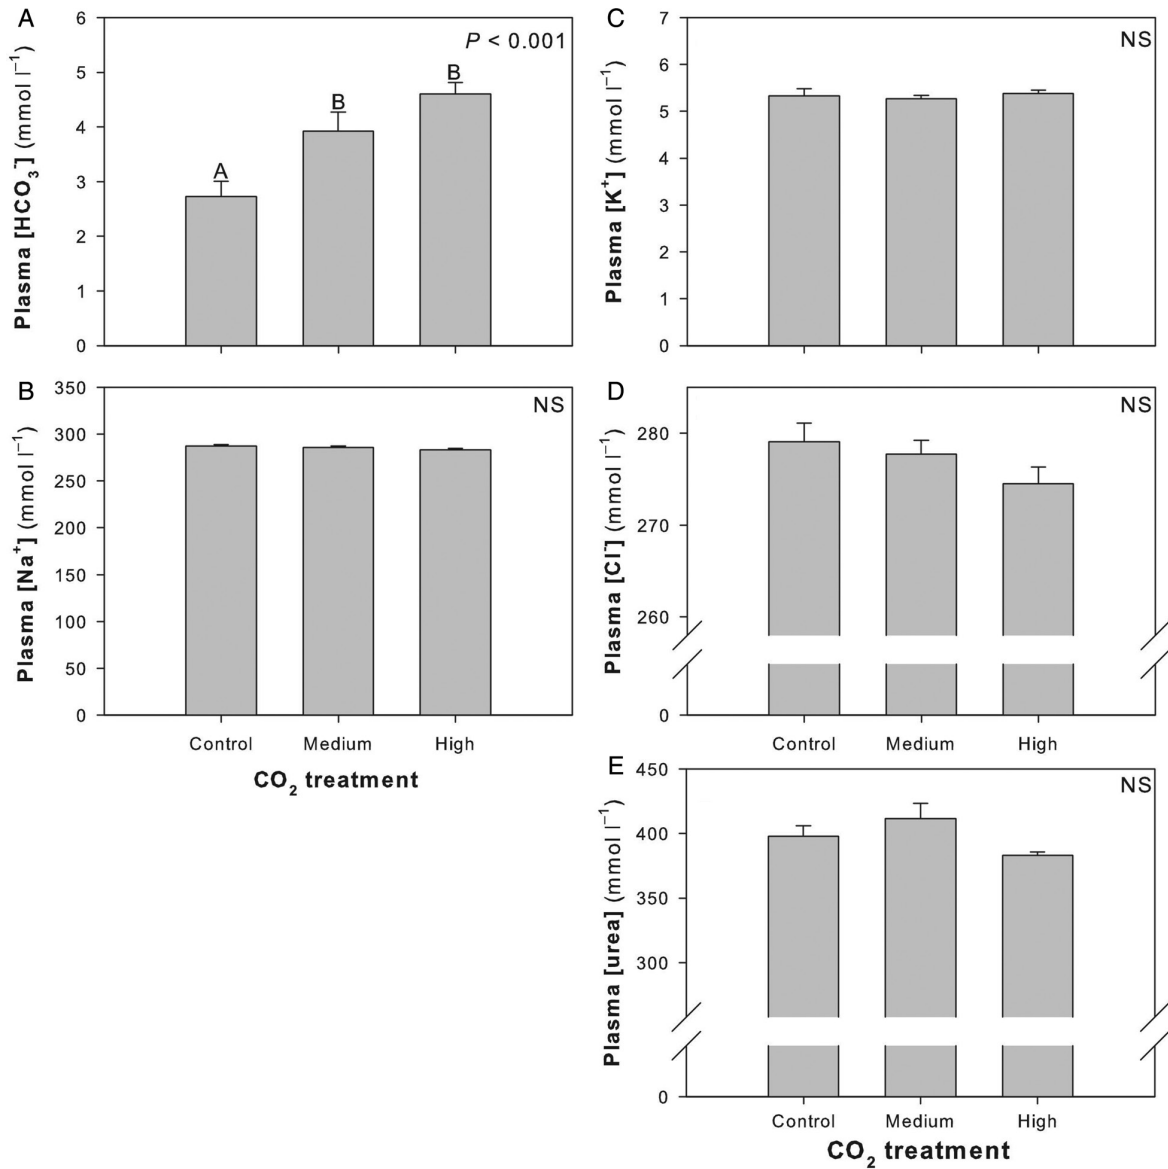 A
Plasma [HCO₃⁻] (mmol l⁻¹)
6
5
4
3
2
1
0
P < 0.001
A
B
B
B
Plasma [Na⁺] (mmol l⁻¹)
350
300
250
200
150
100
50
0
NS
Control Medium High
CO₂ treatment
C
Plasma [K⁺] (mmol l⁻¹)
7
6
5
4
3
2
1
0
NS
D
Plasma [Cl⁻] (mmol l⁻¹)
280
270
260
0
NS
Control Medium High
E
Plasma [urea] (mmol l⁻¹)
450
400
350
300
0
NS
Control Medium High
CO₂ treatment